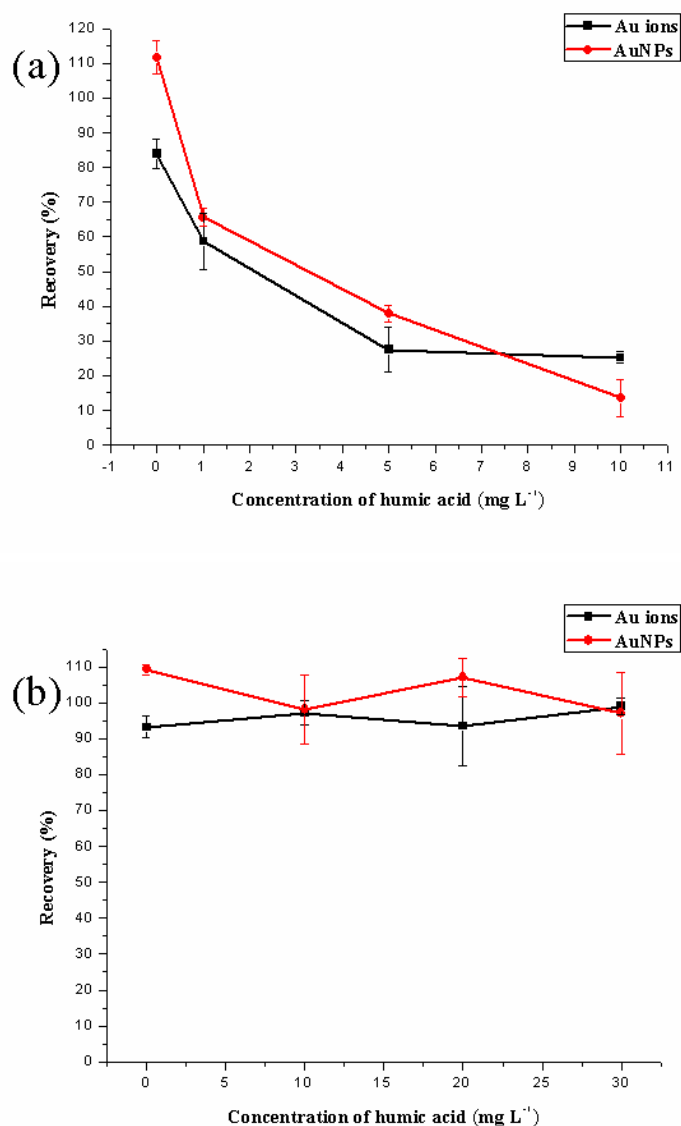 (a)
Au ions
AuNPs
120
110
100
90
80
70
60
50
40
30
20
10
0
Recovery (%)
-1 0 1 2 3 4 5 6 7 8 9 10 11
Concentration of humic acid (mg L⁻¹)
(b)
Au ions
AuNPs
110
100
90
80
70
60
50
40
30
20
10
0
Recovery (%)
0 5 10 15 20 25 30
Concentration of humic acid (mg L⁻¹)